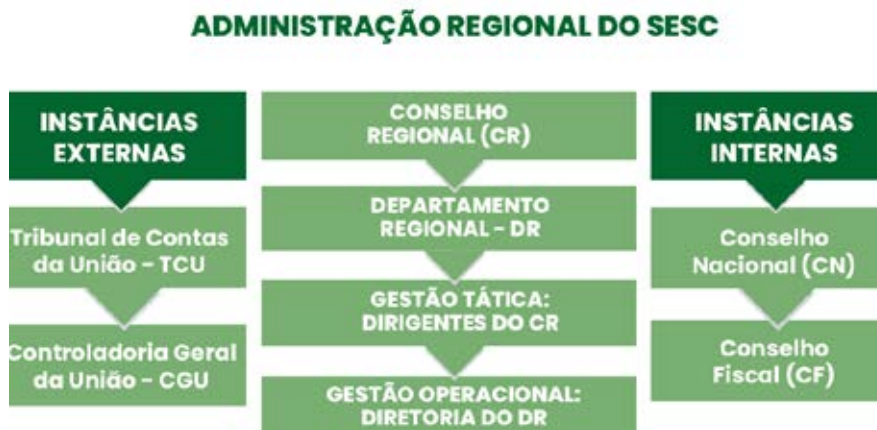 ADMINISTRAÇÃO REGIONAL DO SESC
INSTÂNCIAS
EXTERNAS
Tribunal de Contas
da União - TCU
Controladoria Geral
da União - CGU
CONSELHO
REGIONAL (CR)
DEPARTAMENTO
REGIONAL - DR
GESTÃO TÁTICA:
DIRIGENTES DO CR
GESTÃO OPERACIONAL:
DIRETORIA DO DR
INSTÂNCIAS
INTERNAS
Conselho
Nacional (CN)
Conselho
Fiscal (CF)